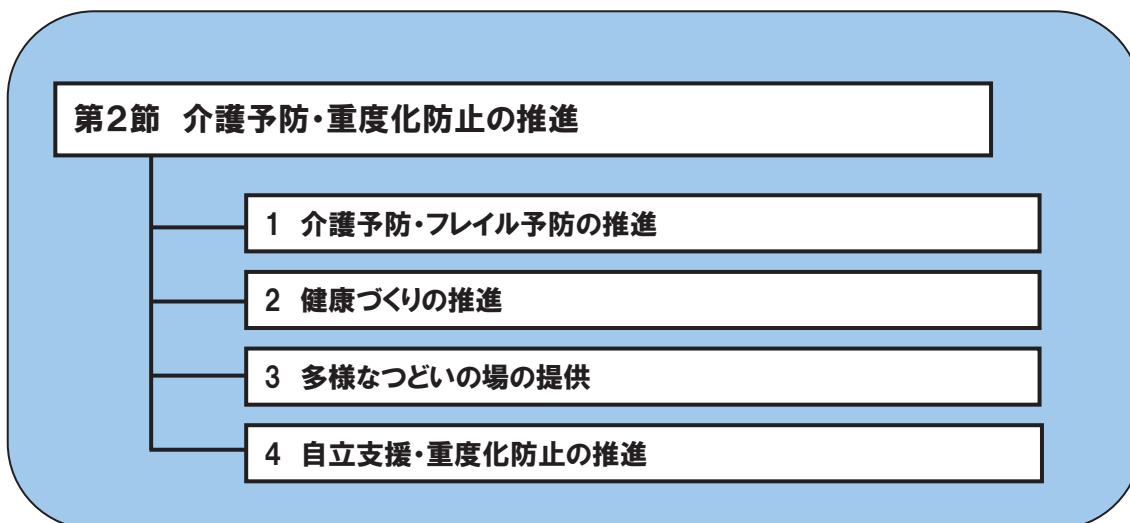 第2節 介護予防・重度化防止の推進
1 介護予防・フレイル予防の推進
2 健康づくりの推進
3 多様なつどいの場の提供
4 自立支援・重度化防止の推進